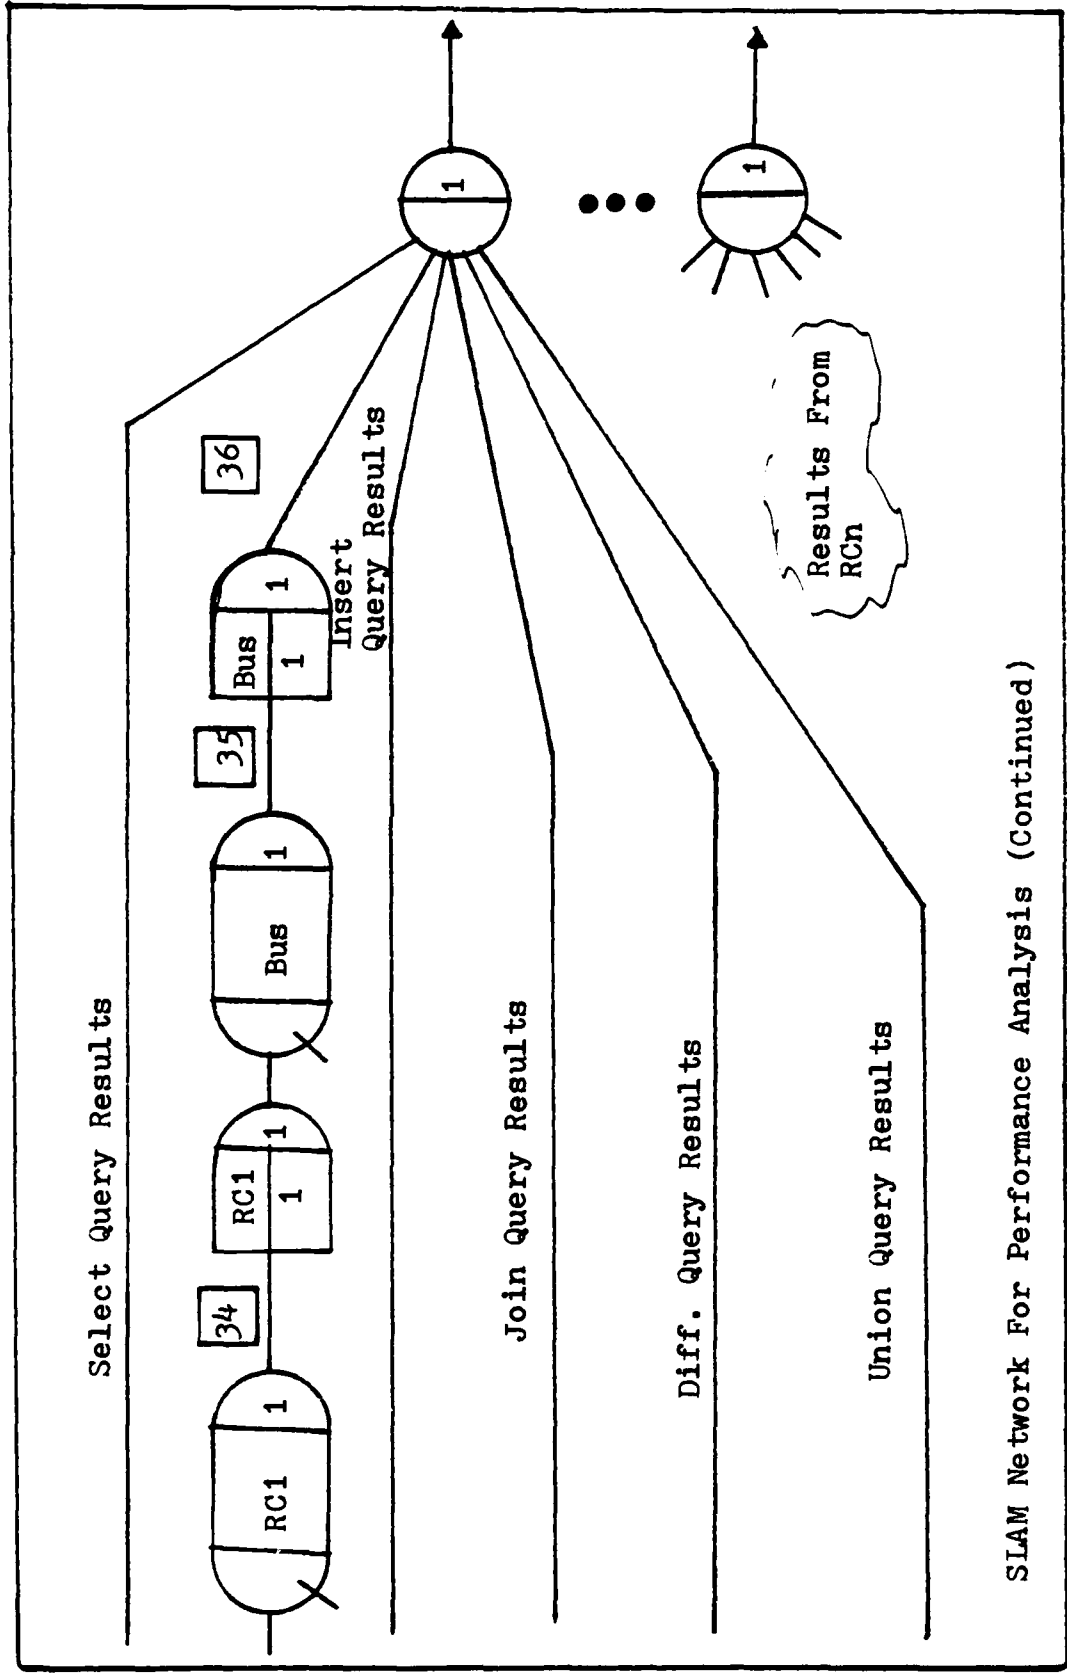 Select Query Results
RC1
1
34
RC1
1
1
Bus
1
35
Bus
1
1
36
Insert
Query Results
Join Query Results
Diff. Query Results
Union Query Results
1
1
Results From
RCn
SLAM Network For Performance Analysis (Continued)